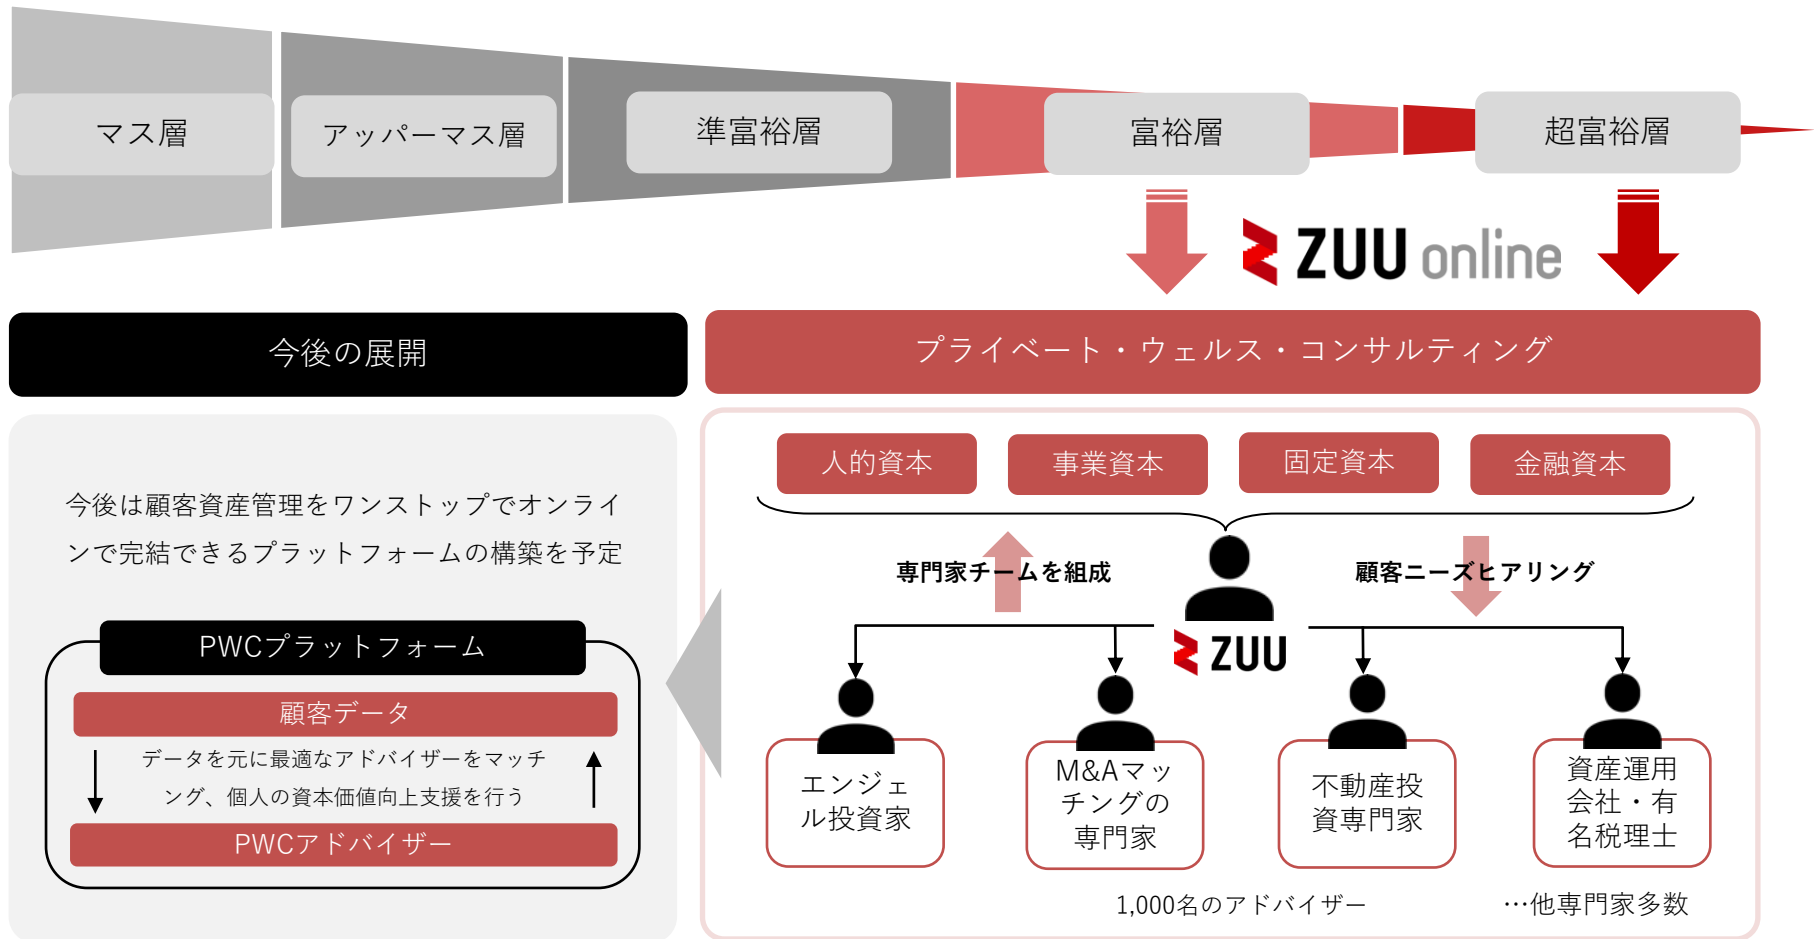 マス層
アッパーマス層
準富裕層
富裕層
超富裕層
ZUU online
今後の展開
プライベート・ウェルス・コンサルティング
今後は顧客資産管理をワンストップでオンライ
ンで完結できるプラットフォームの構築を予定
PWCプラットフォーム
顧客データ
データを元に最適なアドバイザーをマッチ
ング、個人の資本価値向上支援を行う
PWCアドバイザー
人的資本
事業資本
固定資本
金融資本
専門家チームを組成
顧客ニーズヒアリング
ZUU
エンジェ
ル投資家
M&Aマッ
チングの
専門家
不動産投
資専門家
資産運用
会社・有
名税理士
1,000名のアドバイザー
…他専門家多数